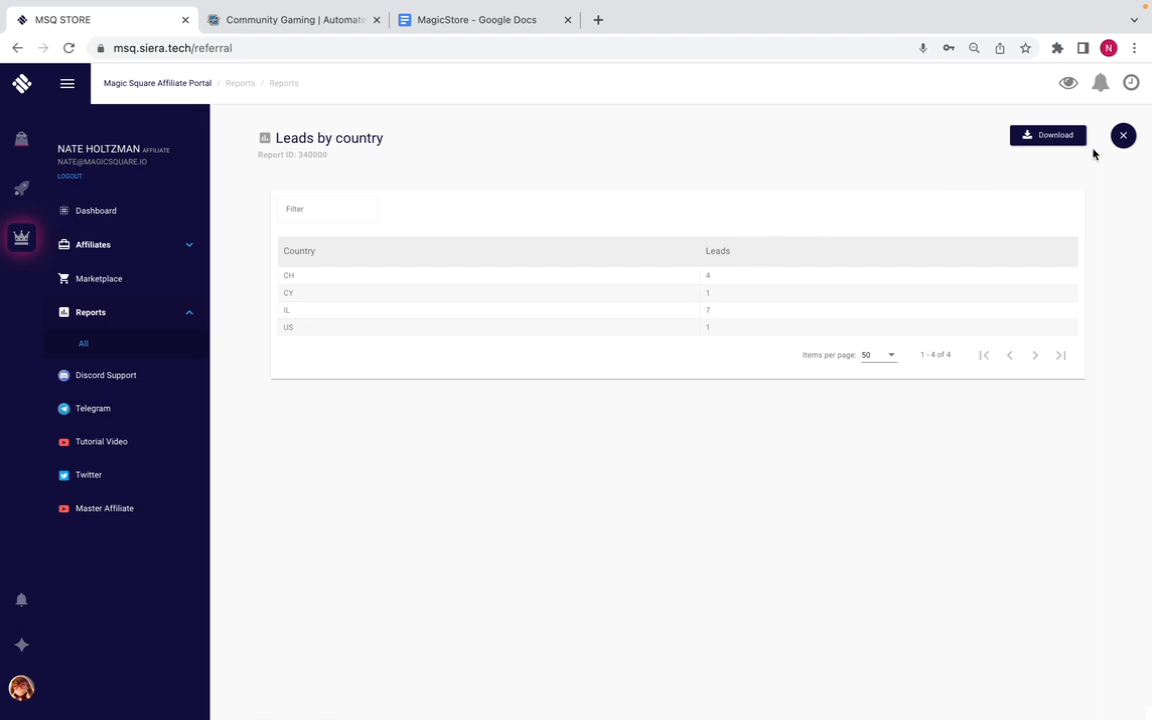 MSQ STORE
Community Gaming | Automate
MagicStore - Google Docs
msq.siera.tech/referral
N
Magic Square Affiliate Portal / Reports / Reports
NATE HOLTZMAN AFFILIATE
NATE@MAGICSQUARE.IO
LOGOUT
Dashboard
Affiliates
Marketplace
Reports
All
Discord Support
Telegram
Tutorial Video
Twitter
Master Affiliate
Leads by country
Report ID: 340000
Download
Filter
Country Leads
CH 4
CY 1
IL 7
US 1
Items per page: 50 1 - 4 of 4